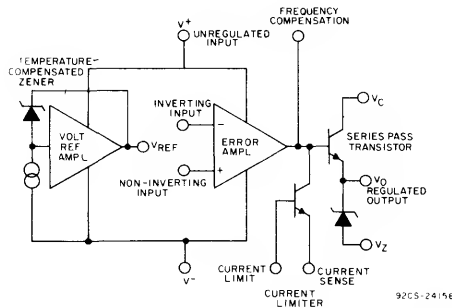 FREQUENCY
COMPENSATION
V+
UNREGULATED
INPUT
TEMPERATURE-
COMPENSATED
ZENER
VOLT
REF
AMPL
VREF
INVERTING
INPUT
−
ERROR
AMPL
+
NON-INVERTING
INPUT
VC
SERIES PASS
TRANSISTOR
VO
REGULATED
OUTPUT
VZ
V−
CURRENT
LIMIT
CURRENT
SENSE
CURRENT
LIMITER
92CS-24158